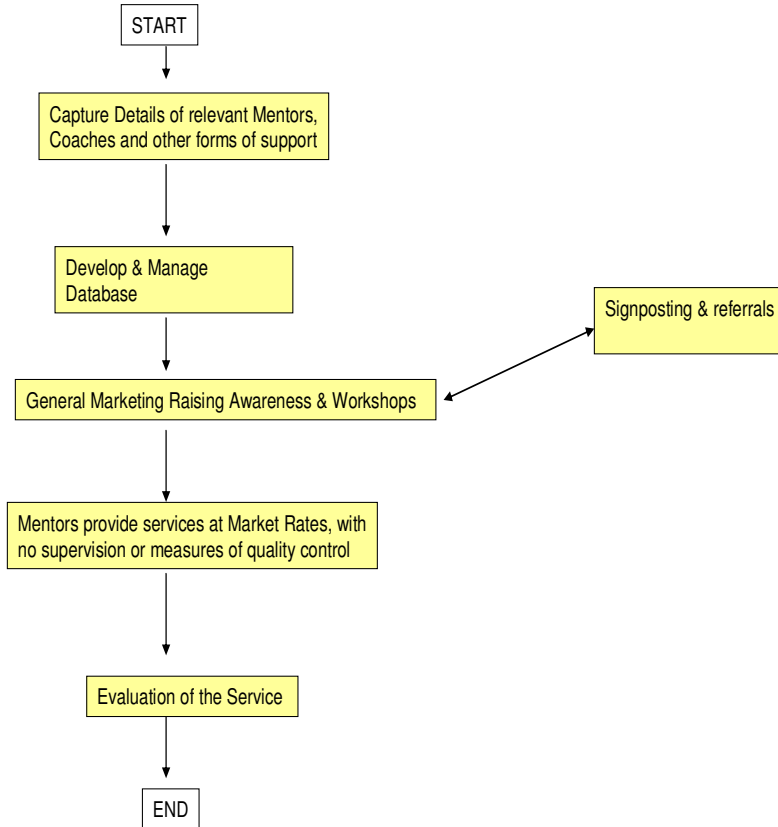 START
Capture Details of relevant Mentors,
Coaches and other forms of support
Develop & Manage
Database
Signposting & referrals
General Marketing Raising Awareness & Workshops
Mentors provide services at Market Rates, with
no supervision or measures of quality control
Evaluation of the Service
END